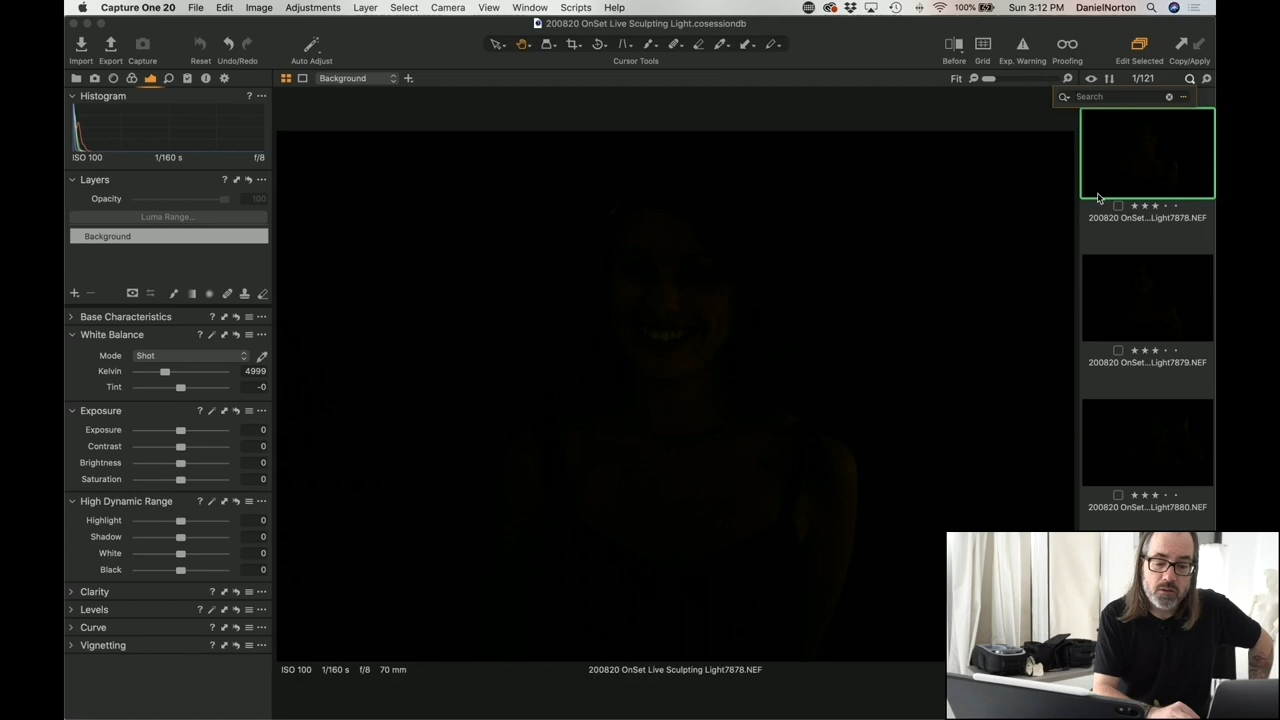 Capture One 20 File Edit View Image Adjustments Layer Select Camera View Window Scripts Help 100% Sun 3:12 PM DanielNorton
200820 OnSet Live Sculpting Light.cosessiondb
Import Export Capture Reset Undo/Redo Auto Adjust Cursor Tools Before Grid Exp. Warning Proofing Edit Selected Copy/Apply
Background Fit 1/121
Histogram ? ...
Search
ISO 100 1/160 s f/8
Layers ? ...
Opacity 100
Luma Range...
Background
200820 OnSet...Light7878.NEF
Base Characteristics ? ...
White Balance ? ...
Mode Shot
Kelvin 4999
200820 OnSet...Light7879.NEF
Tint -0
Exposure ? ...
Exposure 0
Contrast 0
Brightness 0
Saturation 0
High Dynamic Range ? ...
200820 OnSet...Light7880.NEF
Highlight 0
Shadow 0
White 0
Black 0
Clarity ? ...
Levels ? ...
Curve ? ...
Vignetting ? ...
ISO 100 1/160 s f/8 70 mm 200820 OnSet Live Sculpting Light7878.NEF